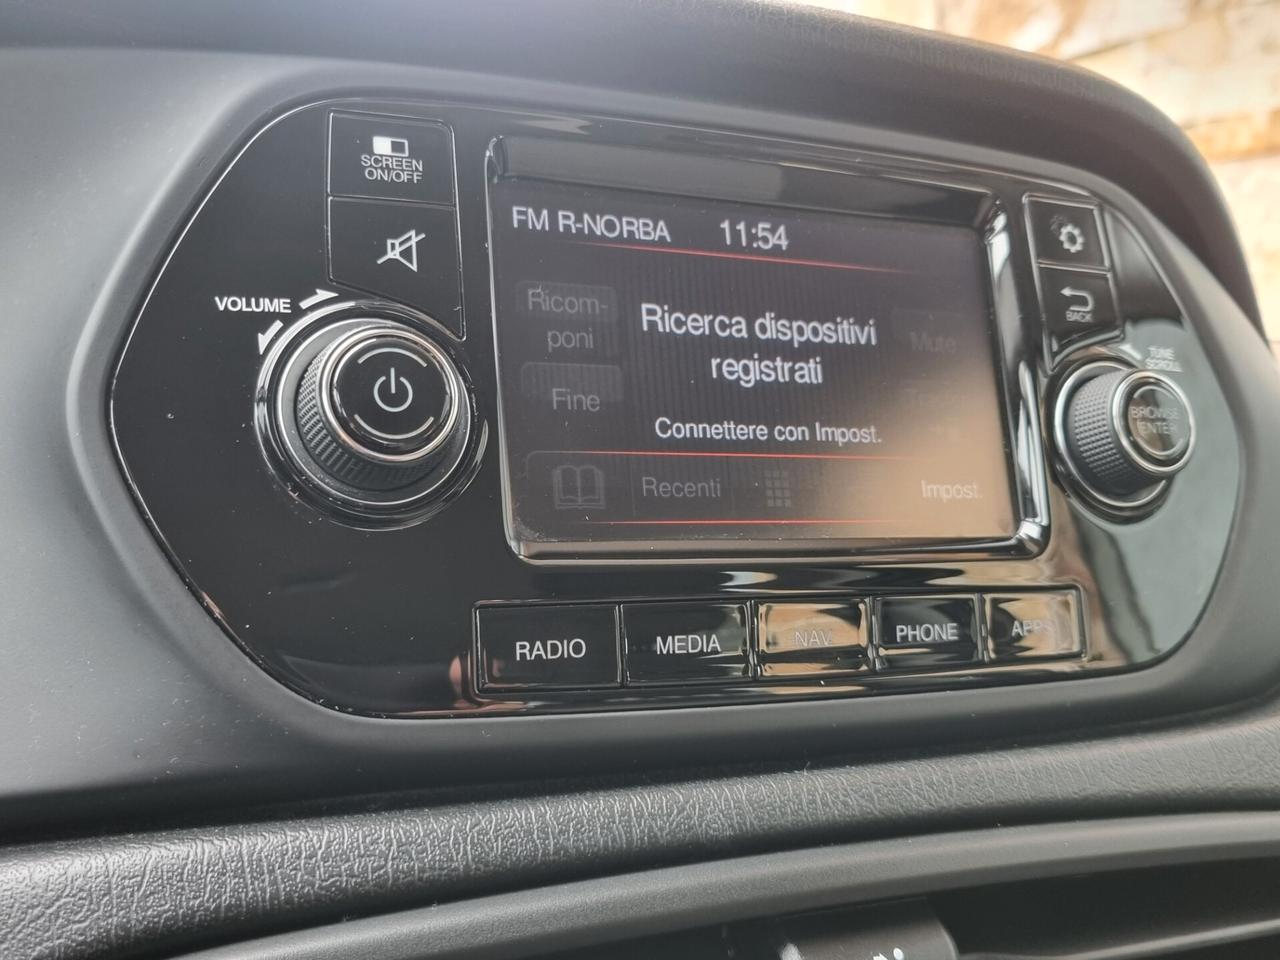 SCREEN
ON/OFF
VOLUME
FM R-NORBA 11:54
Ricom-
poni
Ricerca dispositivi
registrati
Mute
Fine
Connettere con Impost.
Recenti
Impost.
BACK
TUNE
SCROLL
BROWSE
ENTER
RADIO
MEDIA
NAV
PHONE
APPS